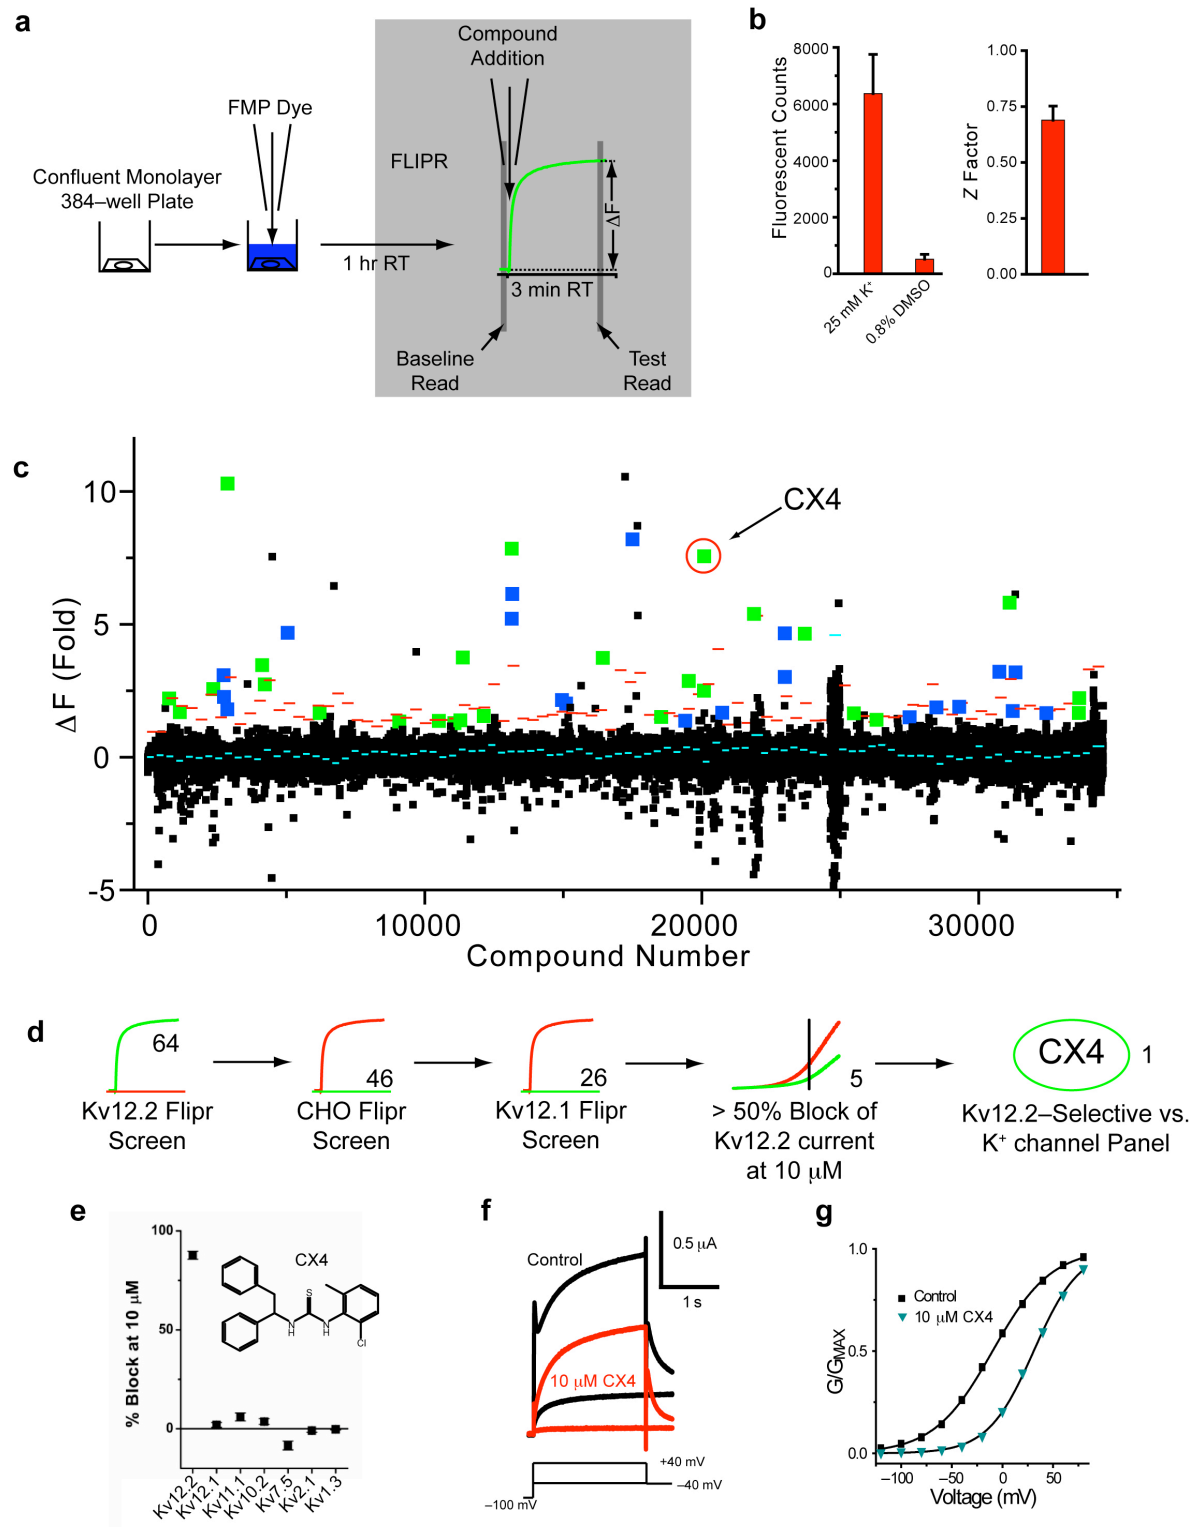 a
Compound
Addition
FMP Dye
FLIPR
Confluent Monolayer
384–well Plate
ΔF
1 hr RT
3 min RT
Baseline
Read
Test
Read
b
Fluorescent Counts
8000
6000
4000
2000
0
25 mM K+
0.8% DMSO
Z Factor
1.00
0.75
0.50
0.25
0.00
c
CX4
ΔF (Fold)
10
5
0
-5
0
10000
20000
30000
Compound Number
d
64
46
26
5
CX4
1
Kv12.2 Flipr
Screen
CHO Flipr
Screen
Kv12.1 Flipr
Screen
> 50% Block of
Kv12.2 current
at 10 μM
Kv12.2–Selective vs.
K+ channel Panel
e
% Block at 10 μM
100
50
0
CX4
S
N
H
N
H
Cl
Kv12.2
Kv12.1
Kv11.1
Kv10.2
Kv7.5
Kv2.1
Kv1.3
f
Control
0.5 μA
1 s
10 μM CX4
+40 mV
–40 mV
–100 mV
g
G/GMAX
1.0
0.5
0.0
Control
10 μM CX4
–100
–50
0
50
Voltage (mV)